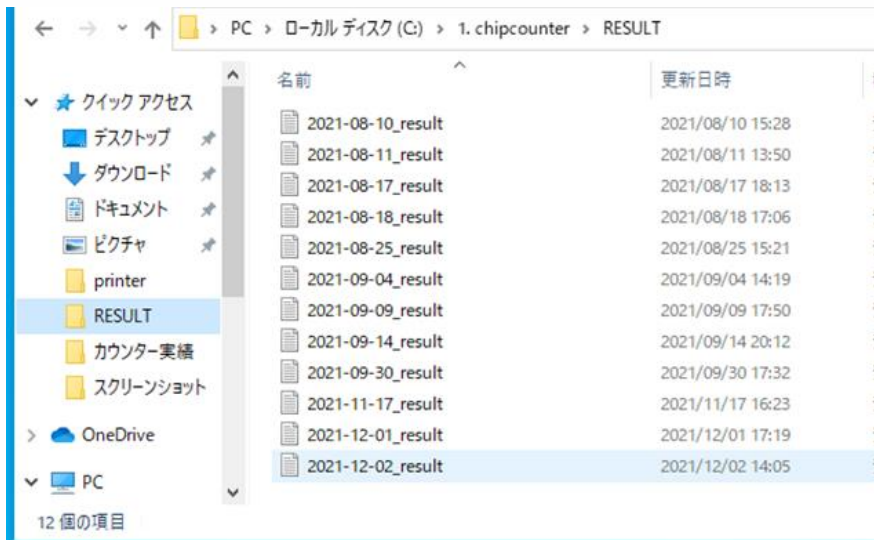 PC › ローカル ディスク (C:) › 1. chipcounter › RESULT
名前 更新日時
クイック アクセス
デスクトップ
ダウンロード
ドキュメント
ピクチャ
printer
RESULT
カウンター実績
スクリーンショット
OneDrive
PC
2021-08-10_result 2021/08/10 15:28
2021-08-11_result 2021/08/11 13:50
2021-08-17_result 2021/08/17 18:13
2021-08-18_result 2021/08/18 17:06
2021-08-25_result 2021/08/25 15:21
2021-09-04_result 2021/09/04 14:19
2021-09-09_result 2021/09/09 17:50
2021-09-14_result 2021/09/14 20:12
2021-09-30_result 2021/09/30 17:32
2021-11-17_result 2021/11/17 16:23
2021-12-01_result 2021/12/01 17:19
2021-12-02_result 2021/12/02 14:05
12 個の項目